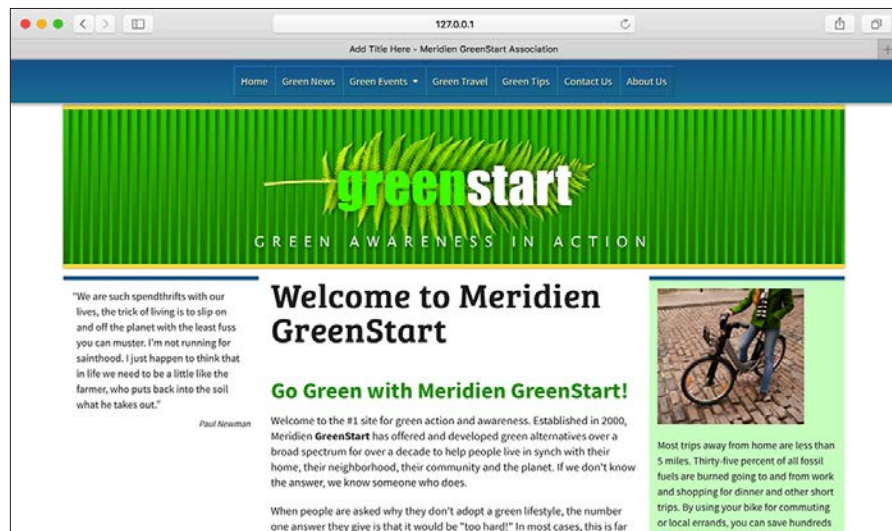 127.0.0.1
Add Title Here - Meridien GreenStart Association
Home Green News Green Events Green Travel Green Tips Contact Us About Us
greenstart
GREEN AWARENESS IN ACTION
"We are such spendthrifts with our
lives, the trick of living is to slip on
and off the planet with the least fuss
you can muster. I'm not running for
sainthood. I just happen to think that
in life we need to be a little like the
farmer, who puts back into the soil
what he takes out."
Paul Newman
Welcome to Meridien
GreenStart
Go Green with Meridien GreenStart!
Welcome to the #1 site for green action and awareness. Established in 2000,
Meridien GreenStart has offered and developed green alternatives over a
broad spectrum for over a decade to help people live in synch with their
home, their neighborhood, their community and the planet. If we don't know
the answer, we know someone who does.
When people are asked why they don't adopt a green lifestyle, the number
one answer they give is that it would be "too hard!" In most cases, this is far
Most trips away from home are less than
5 miles. Thirty-five percent of all fossil
fuels are burned going to and from work
and shopping for dinner and other short
trips. By using your bike for commuting
or local errands, you can save hundreds